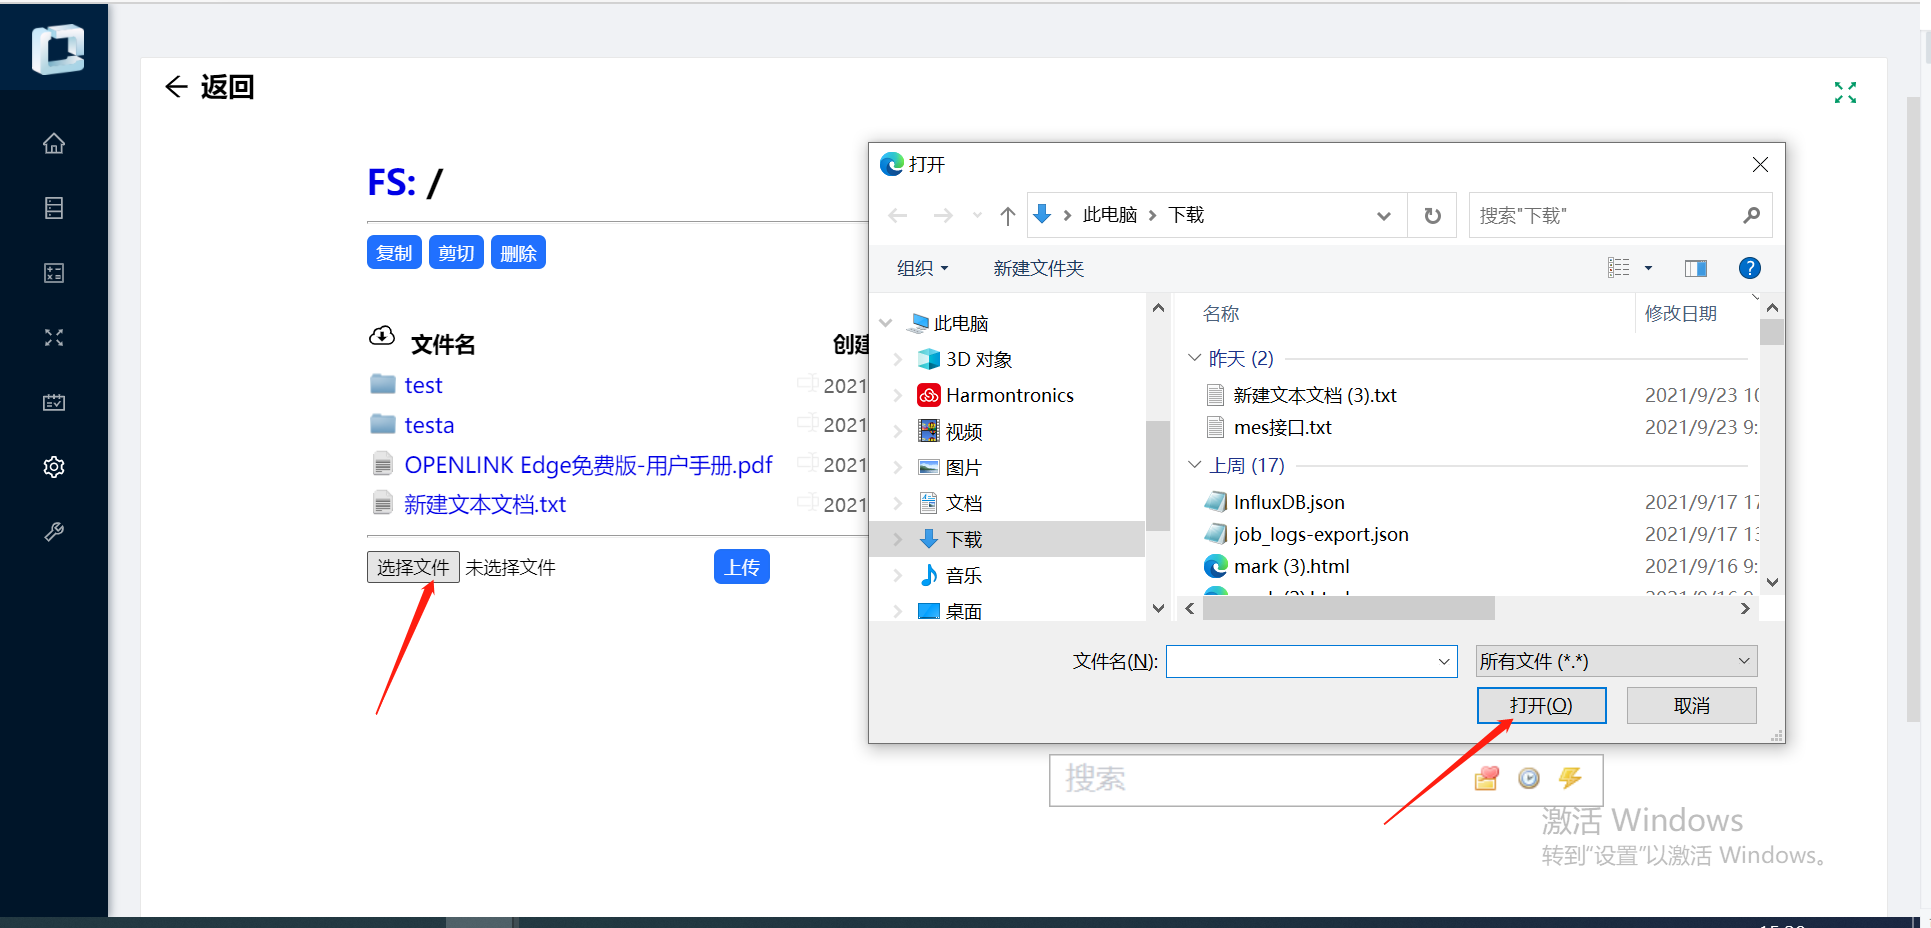 返回
FS: /
复制 剪切 删除
文件名 创建
test 2021
testa 2021
OPENLINK Edge免费版-用户手册.pdf 2021
新建文本文档.txt 2021
选择文件 未选择文件 上传
打开
此电脑 下载 搜索"下载"
组织 新建文件夹
此电脑
3D 对象
Harmontronics
视频
图片
文档
下载
音乐
桌面
名称 修改日期
昨天 (2)
新建文本文档 (3).txt 2021/9/23 10
mes接口.txt 2021/9/23 9:
上周 (17)
InfluxDB.json 2021/9/17 17
job_logs-export.json 2021/9/17 13
mark (3).html 2021/9/16 9:
文件名(N): 所有文件 (*.*)
打开(O) 取消
搜索
激活 Windows
转到"设置"以激活 Windows。